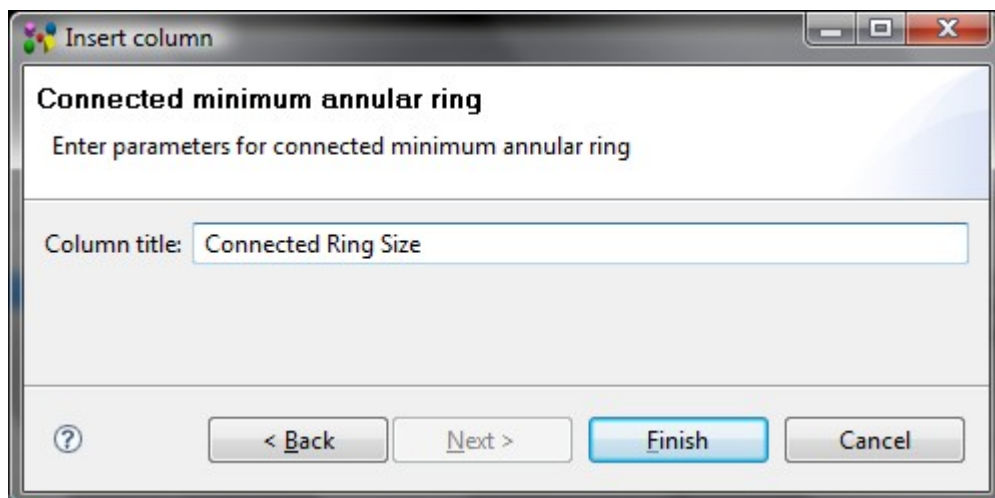 Insert column
Connected minimum annular ring
Enter parameters for connected minimum annular ring
Column title: Connected Ring Size
? < Back Next > Finish Cancel